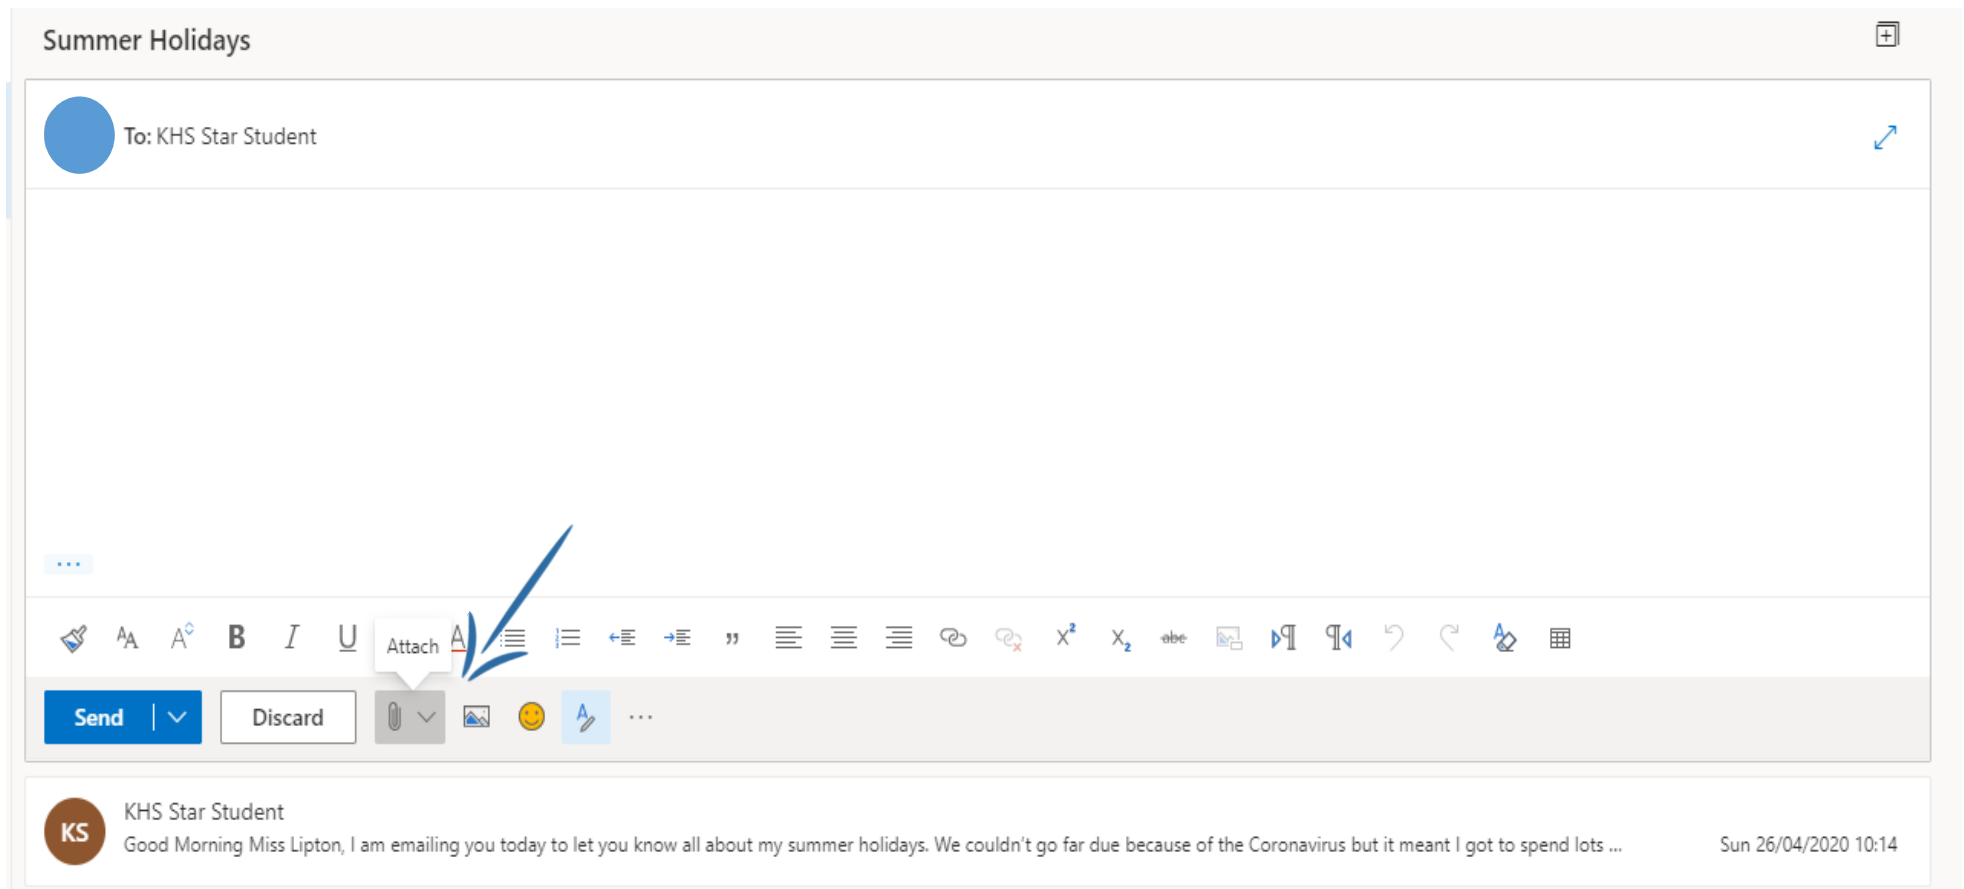 Summer Holidays
To: KHS Star Student
Attach
Send
Discard
KS
KHS Star Student
Good Morning Miss Lipton, I am emailing you today to let you know all about my summer holidays. We couldn't go far due because of the Coronavirus but it meant I got to spend lots ...
Sun 26/04/2020 10:14